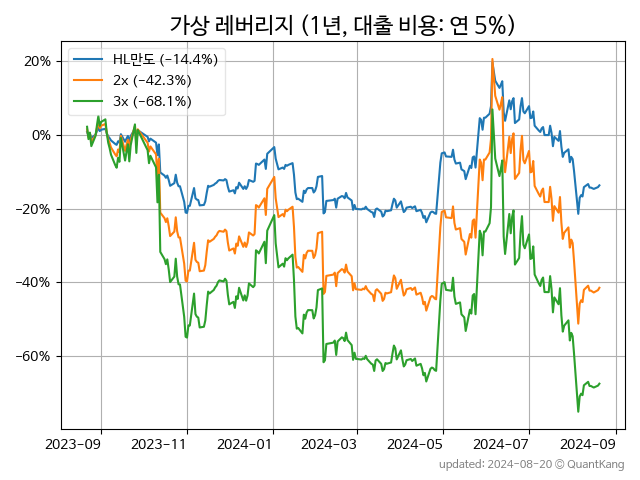 가상 레버리지 (1년, 대출 비용: 연 5%)
HL만도 (−14.4%)
2x (−42.3%)
3x (−68.1%)
20%
0%
−20%
−40%
−60%
2023−09 2023−11 2024−01 2024−03 2024−05 2024−07 2024−09
updated: 2024-08-20 © QuantKang